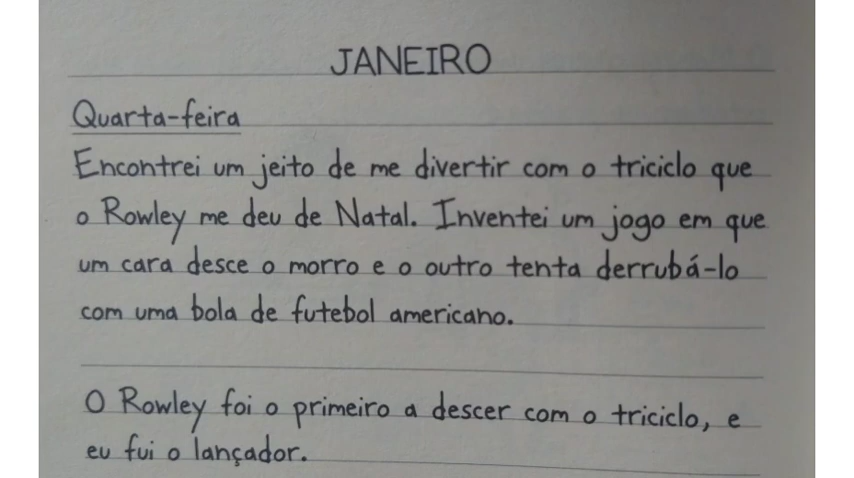 JANEIRO
Quarta-feira
Encontrei um jeito de me divertir com o triciclo que
o Rowley me deu de Natal. Inventei um jogo em que
um cara desce o morro e o outro tenta derrubá-lo
com uma bola de futebol americano.
O Rowley foi o primeiro a descer com o triciclo, e
eu fui o lançador.